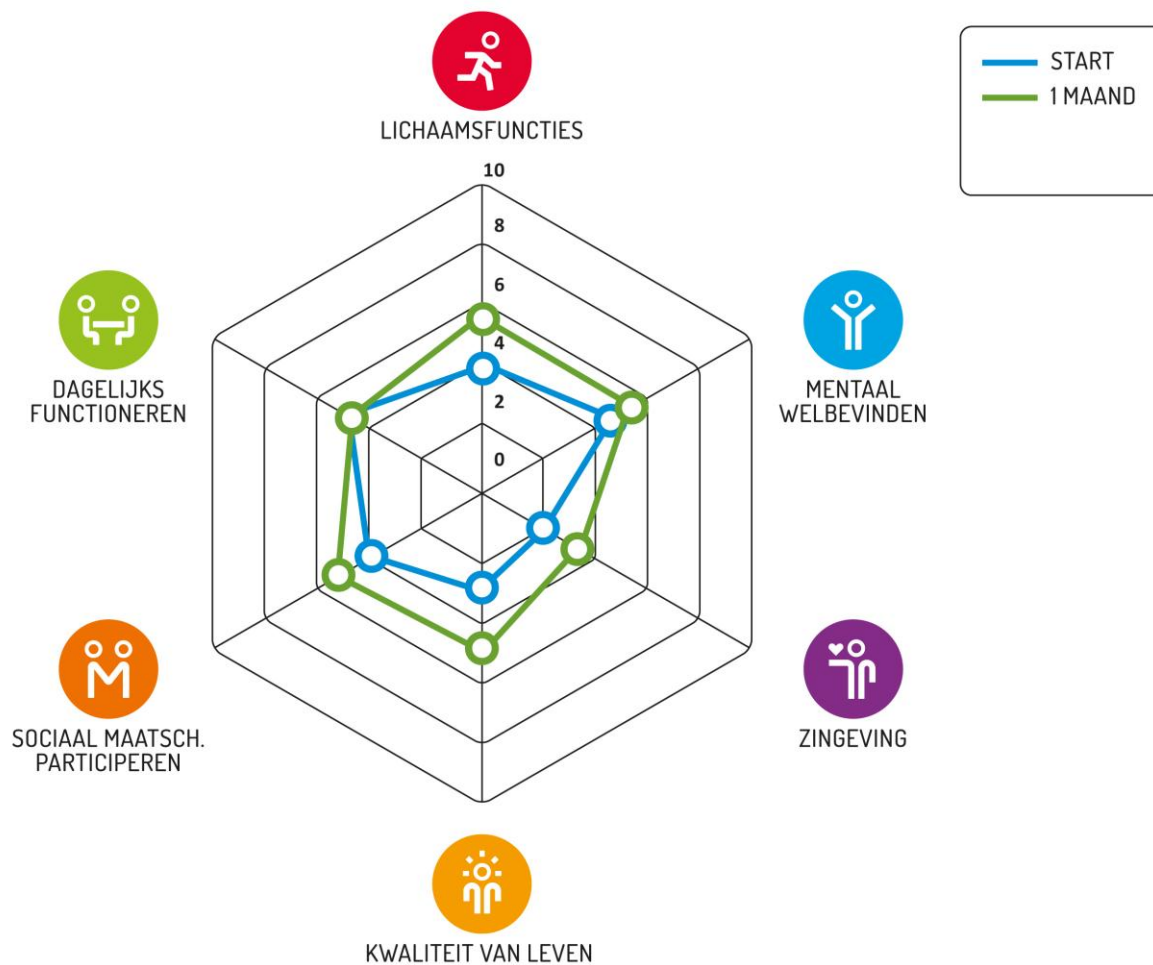 START
1 MAAND
LICHAAMSFUNCTIES
10
8
6
4
2
0
DAGELIJKS
FUNCTIONEREN
MENTAAL
WELBEVINDEN
SOCIAAL MAATSCH.
PARTICIPEREN
ZINGEVING
KWALITEIT VAN LEVEN